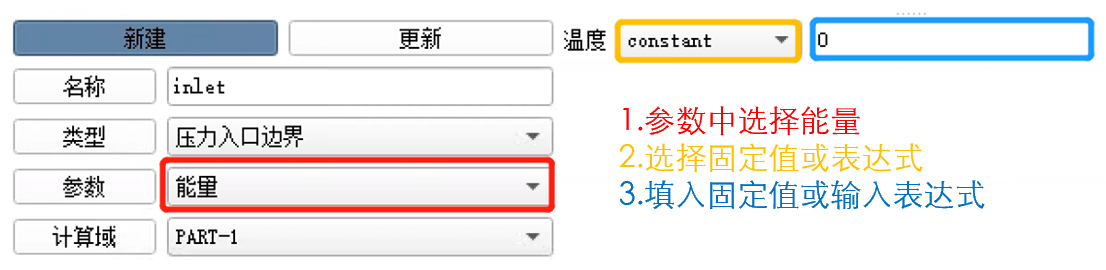 新建 更新 温度 constant 0
名称 inlet
类型 压力入口边界
参数 能量
计算域 PART-1
1.参数中选择能量
2.选择固定值或表达式
3.填入固定值或输入表达式